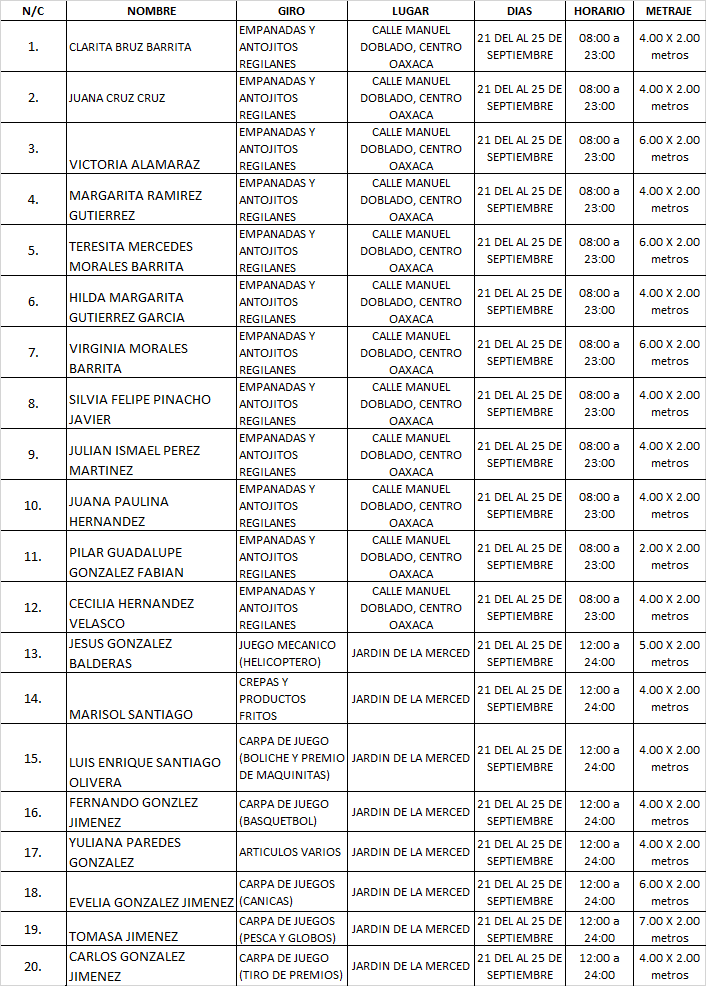 N/C NOMBRE GIRO LUGAR DIAS HORARIO METRAJE
1. CLARITA BRUZ BARRITA EMPANADAS Y ANTOJITOS REGILANES CALLE MANUEL DOBLADO, CENTRO OAXACA 21 DEL AL 25 DE SEPTIEMBRE 08:00 a 23:00 4.00 X 2.00 metros
2. JUANA CRUZ CRUZ EMPANADAS Y ANTOJITOS REGILANES CALLE MANUEL DOBLADO, CENTRO OAXACA 21 DEL AL 25 DE SEPTIEMBRE 08:00 a 23:00 4.00 X 2.00 metros
3. VICTORIA ALAMARAZ EMPANADAS Y ANTOJITOS REGILANES CALLE MANUEL DOBLADO, CENTRO OAXACA 21 DEL AL 25 DE SEPTIEMBRE 08:00 a 23:00 6.00 X 2.00 metros
4. MARGARITA RAMIREZ GUTIERREZ EMPANADAS Y ANTOJITOS REGILANES CALLE MANUEL DOBLADO, CENTRO OAXACA 21 DEL AL 25 DE SEPTIEMBRE 08:00 a 23:00 4.00 X 2.00 metros
5. TERESITA MERCEDES MORALES BARRITA EMPANADAS Y ANTOJITOS REGILANES CALLE MANUEL DOBLADO, CENTRO OAXACA 21 DEL AL 25 DE SEPTIEMBRE 08:00 a 23:00 6.00 X 2.00 metros
6. HILDA MARGARITA GUTIERREZ GARCIA EMPANADAS Y ANTOJITOS REGILANES CALLE MANUEL DOBLADO, CENTRO OAXACA 21 DEL AL 25 DE SEPTIEMBRE 08:00 a 23:00 4.00 X 2.00 metros
7. VIRGINIA MORALES BARRITA EMPANADAS Y ANTOJITOS REGILANES CALLE MANUEL DOBLADO, CENTRO OAXACA 21 DEL AL 25 DE SEPTIEMBRE 08:00 a 23:00 6.00 X 2.00 metros
8. SILVIA FELIPE PINACHO JAVIER EMPANADAS Y ANTOJITOS REGILANES CALLE MANUEL DOBLADO, CENTRO OAXACA 21 DEL AL 25 DE SEPTIEMBRE 08:00 a 23:00 4.00 X 2.00 metros
9. JULIAN ISMAEL PEREZ MARTINEZ EMPANADAS Y ANTOJITOS REGILANES CALLE MANUEL DOBLADO, CENTRO OAXACA 21 DEL AL 25 DE SEPTIEMBRE 08:00 a 23:00 4.00 X 2.00 metros
10. JUANA PAULINA HERNANDEZ EMPANADAS Y ANTOJITOS REGILANES CALLE MANUEL DOBLADO, CENTRO OAXACA 21 DEL AL 25 DE SEPTIEMBRE 08:00 a 23:00 4.00 X 2.00 metros
11. PILAR GUADALUPE GONZALEZ FABIAN EMPANADAS Y ANTOJITOS REGILANES CALLE MANUEL DOBLADO, CENTRO OAXACA 21 DEL AL 25 DE SEPTIEMBRE 08:00 a 23:00 2.00 X 2.00 metros
12. CECILIA HERNANDEZ VELASCO EMPANADAS Y ANTOJITOS REGILANES CALLE MANUEL DOBLADO, CENTRO OAXACA 21 DEL AL 25 DE SEPTIEMBRE 08:00 a 23:00 4.00 X 2.00 metros
13. JESUS GONZALEZ BALDERAS JUEGO MECANICO (HELICOPTERO) JARDIN DE LA MERCED 21 DEL AL 25 DE SEPTIEMBRE 12:00 a 24:00 5.00 X 2.00 metros
14. MARISOL SANTIAGO CREPAS Y PRODUCTOS FRITOS JARDIN DE LA MERCED 21 DEL AL 25 DE SEPTIEMBRE 12:00 a 24:00 4.00 X 2.00 metros
15. LUIS ENRIQUE SANTIAGO OLIVERA CARPA DE JUEGO (BOLICHE Y PREMIO DE MAQUINITAS) JARDIN DE LA MERCED 21 DEL AL 25 DE SEPTIEMBRE 12:00 a 24:00 4.00 X 2.00 metros
16. FERNANDO GONZLEZ JIMENEZ CARPA DE JUEGO (BASQUETBOL) JARDIN DE LA MERCED 21 DEL AL 25 DE SEPTIEMBRE 12:00 a 24:00 4.00 X 2.00 metros
17. YULIANA PAREDES GONZALEZ ARTICULOS VARIOS JARDIN DE LA MERCED 21 DEL AL 25 DE SEPTIEMBRE 12:00 a 24:00 4.00 X 2.00 metros
18. EVELIA GONZALEZ JIMENEZ CARPA DE JUEGOS (CANICAS) JARDIN DE LA MERCED 21 DEL AL 25 DE SEPTIEMBRE 12:00 a 24:00 6.00 X 2.00 metros
19. TOMASA JIMENEZ CARPA DE JUEGOS (PESCA Y GLOBOS) JARDIN DE LA MERCED 21 DEL AL 25 DE SEPTIEMBRE 12:00 a 24:00 7.00 X 2.00 metros
20. CARLOS GONZALEZ JIMENEZ CARPA DE JUEGO (TIRO DE PREMIOS) JARDIN DE LA MERCED 21 DEL AL 25 DE SEPTIEMBRE 12:00 a 24:00 4.00 X 2.00 metros